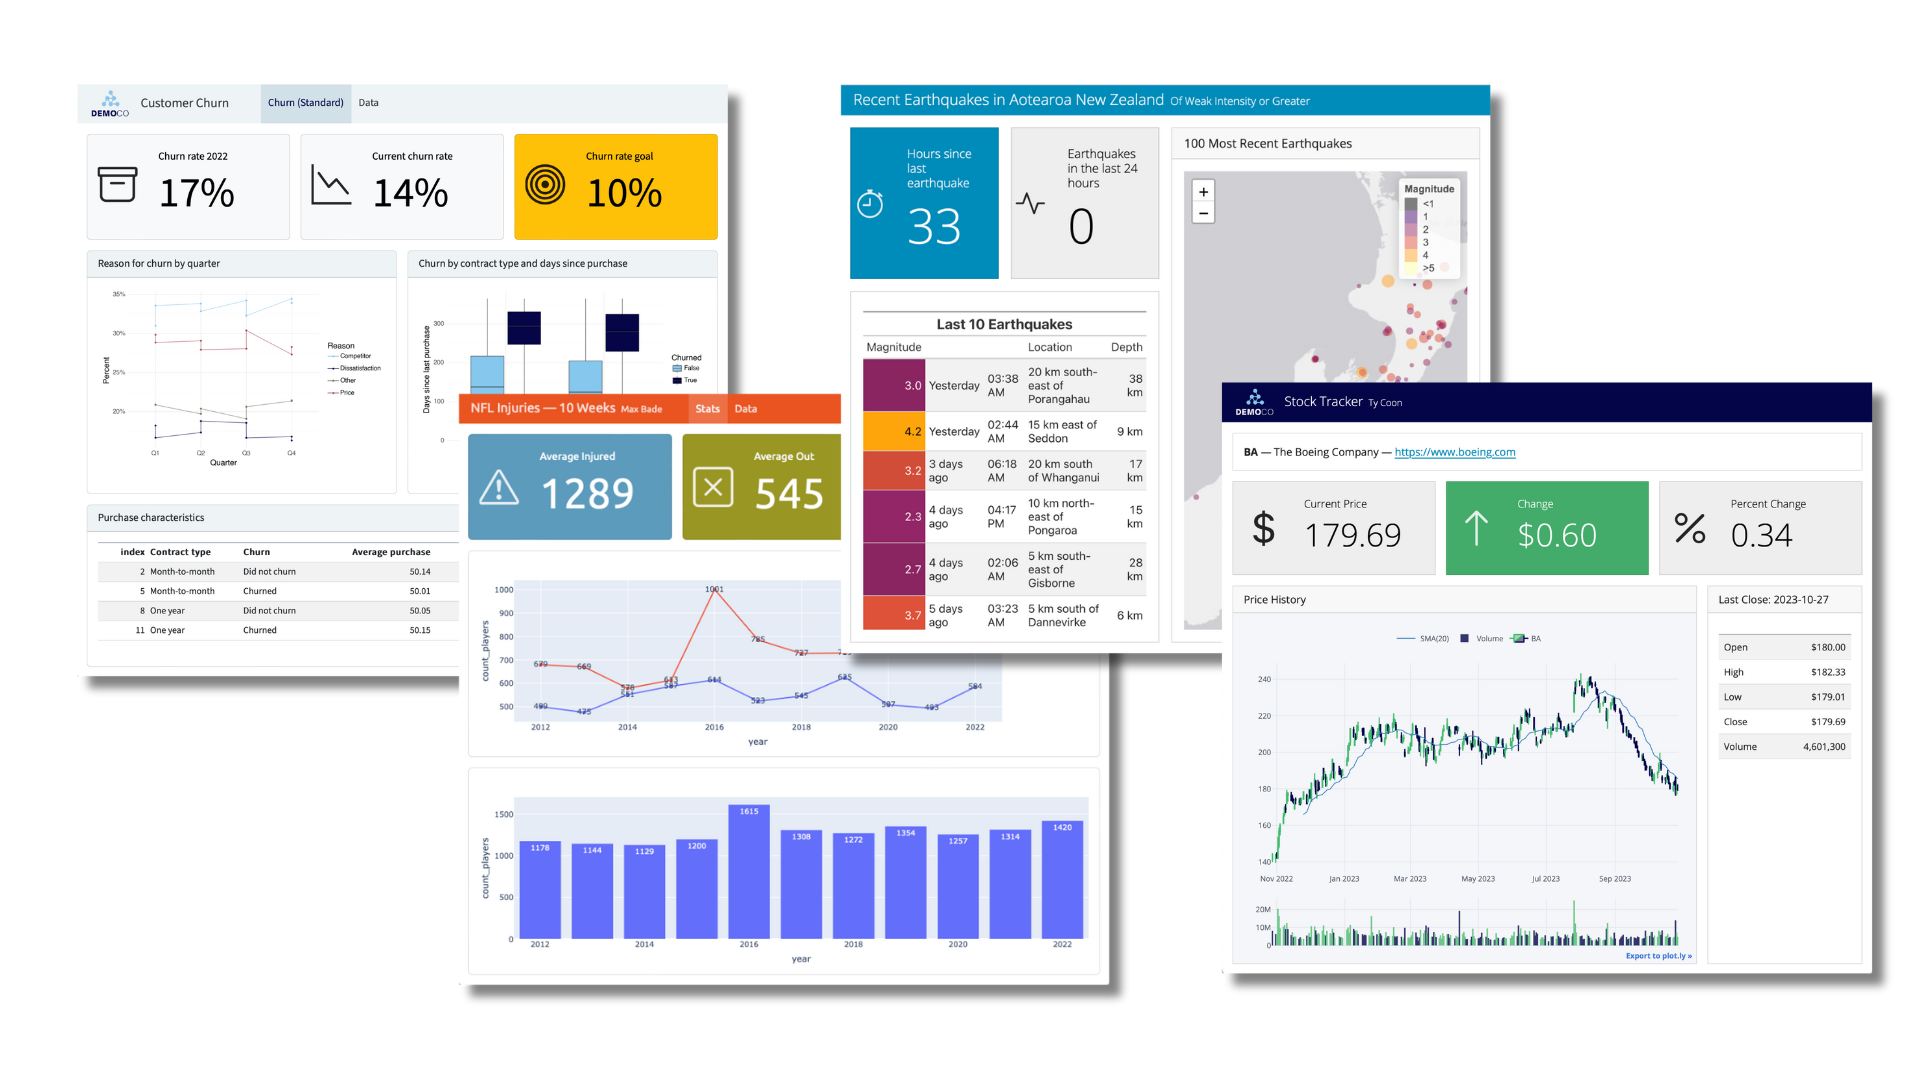 DEMOCO
Customer Churn
Churn (Standard)
Data
Churn rate 2022
17%
Current churn rate
14%
Churn rate goal
10%
Reason for churn by quarter
35%
30%
25%
20%
Percent
Q1 Q2 Q3 Q4
Quarter
Reason
Competitor
Dissatisfaction
Other
Price
Churn by contract type and days since purchase
300
200
100
0
Days since last purchase
Churned
False
True
Purchase characteristics
index Contract type Churn Average purchase
2 Month-to-month Did not churn 50.14
5 Month-to-month Churned 50.01
8 One year Did not churn 50.05
11 One year Churned 50.15
NFL Injuries — 10 Weeks Max Bade
Stats
Data
Average Injured
1289
Average Out
545
1000
900
800
700
600
500
count_players
1001
785
727
679
669
578
613
499
475
551
587
614
523
545
625
507
493
584
2012 2014 2016 2018 2020 2022
year
1500
1000
500
0
count_players
1178 1144 1129 1200 1615 1308 1272 1354 1257 1314 1420
2012 2014 2016 2018 2020 2022
year
Recent Earthquakes in Aotearoa New Zealand Of Weak Intensity or Greater
Hours since
last
earthquake
33
Earthquakes
in the last 24
hours
0
Last 10 Earthquakes
Magnitude Location Depth
3.0 Yesterday 03:38 AM 20 km south-east of Porangahau 38 km
4.2 Yesterday 02:44 AM 15 km east of Seddon 9 km
3.2 3 days ago 06:18 AM 20 km south of Whanganui 17 km
2.3 4 days ago 04:17 PM 10 km north-east of Pongaroa 15 km
2.7 4 days ago 02:06 AM 5 km south-east of Gisborne 28 km
3.7 5 days ago 03:23 AM 5 km south of Dannevirke 6 km
100 Most Recent Earthquakes
+
−
Magnitude
<1
1
2
3
4
>5
DEMOCO
Stock Tracker Ty Coon
BA — The Boeing Company — https://www.boeing.com
$
Current Price
179.69
Change
$0.60
%
Percent Change
0.34
Price History
SMA(20) Volume BA
240
220
200
180
160
140
Nov 2022 Jan 2023 Mar 2023 May 2023 Jul 2023 Sep 2023
20M
10M
0
Export to plot.ly »
Last Close: 2023-10-27
Open $180.00
High $182.33
Low $179.01
Close $179.69
Volume 4,601,300